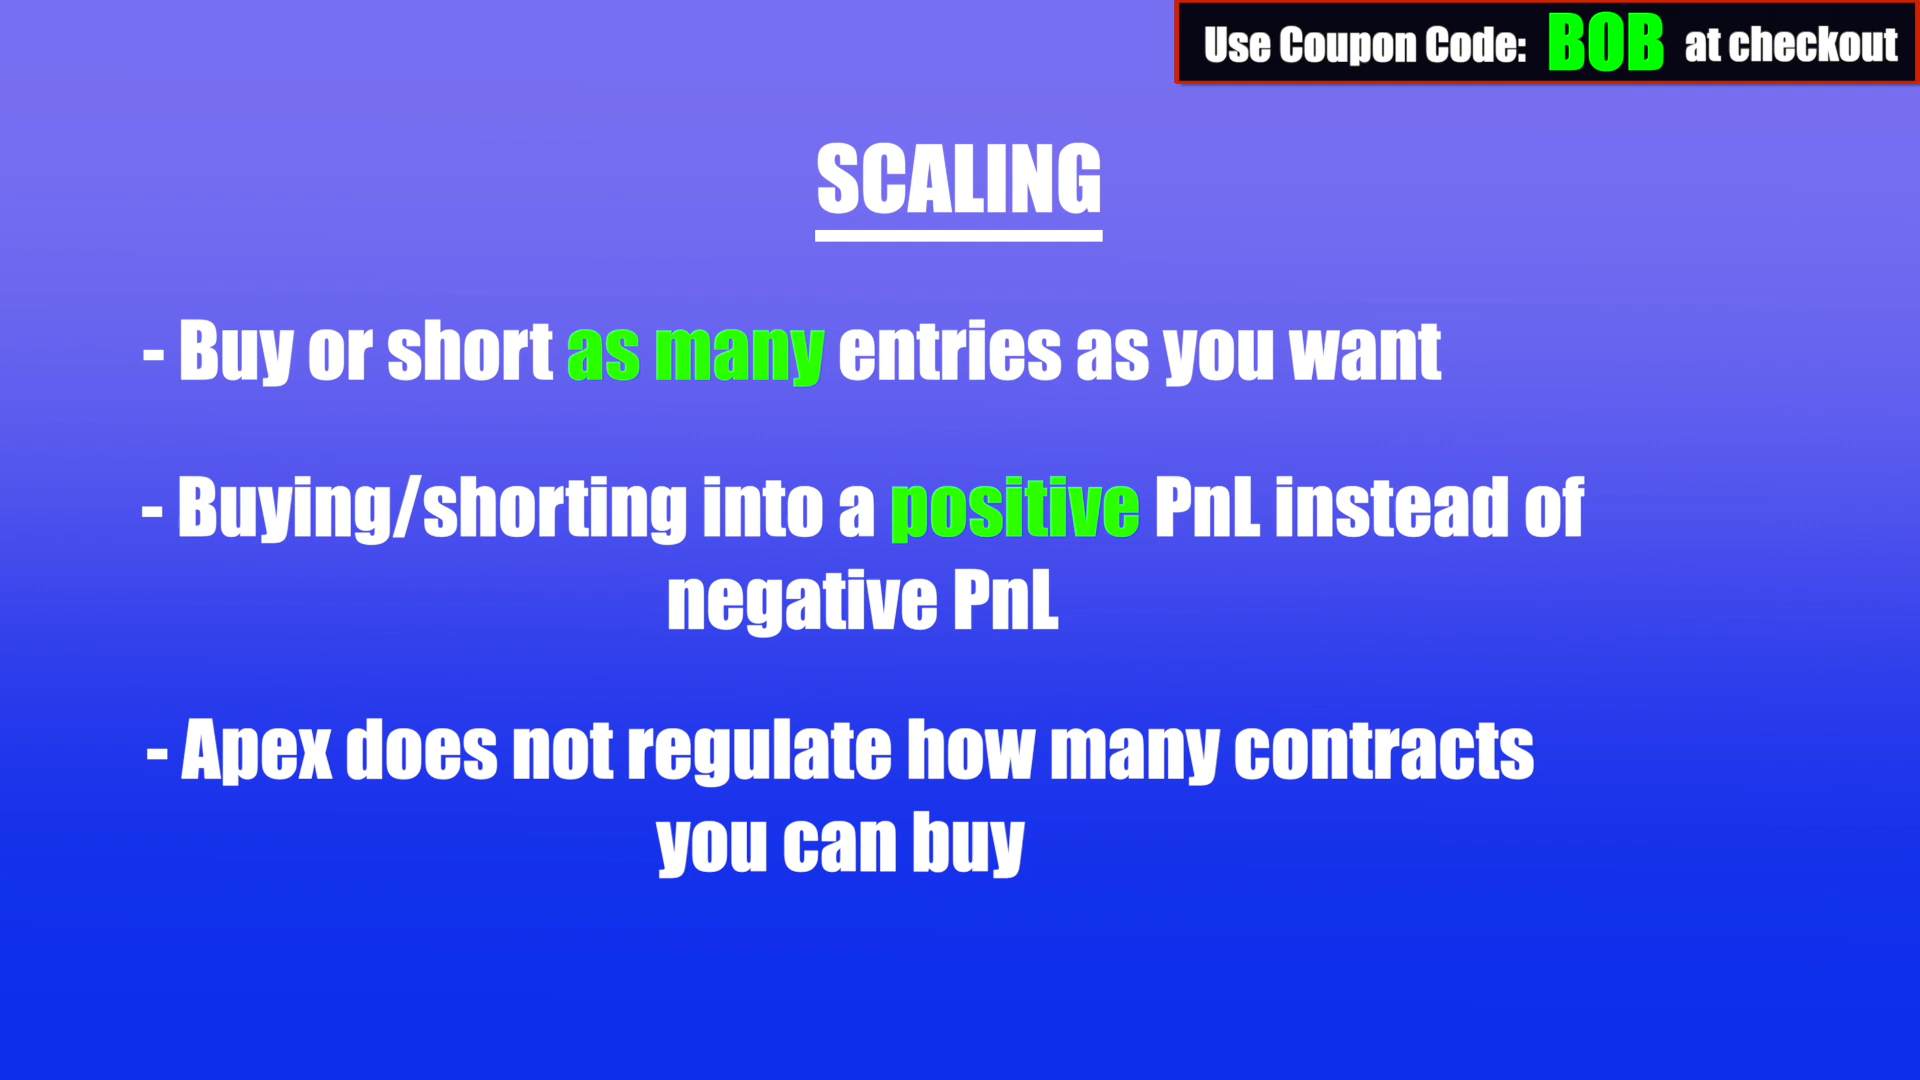 Use Coupon Code: BOB at checkout
SCALING
- Buy or short as many entries as you want
- Buying/shorting into a positive PnL instead of
negative PnL
- Apex does not regulate how many contracts
you can buy